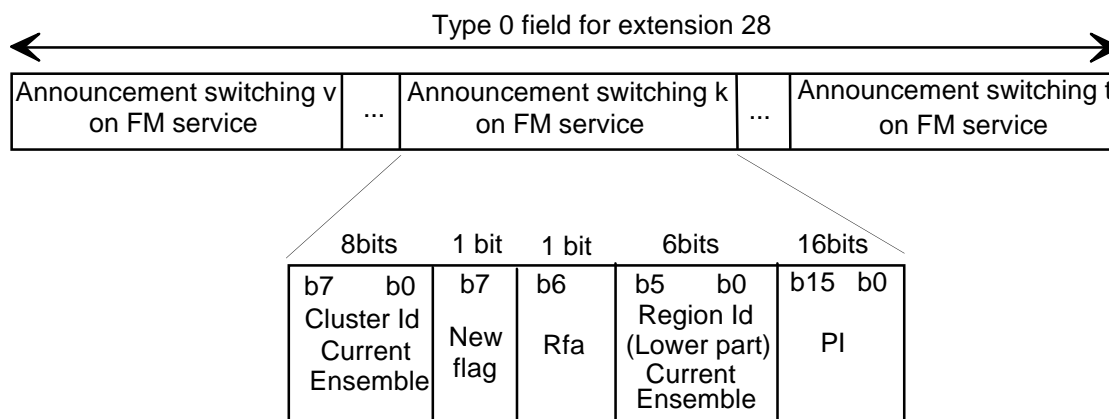 Type 0 field for extension 28
Announcement switching v Announcement switching k Announcement switching t
on FM service ... on FM service ... on FM service
8bits 1 bit 1 bit 6bits 16bits
b7 b0 b7 b6 b5 b0 b15 b0
Cluster Id
Current
Ensemble
New
flag
Rfa
Region Id
(Lower part)
Current
Ensemble
PI